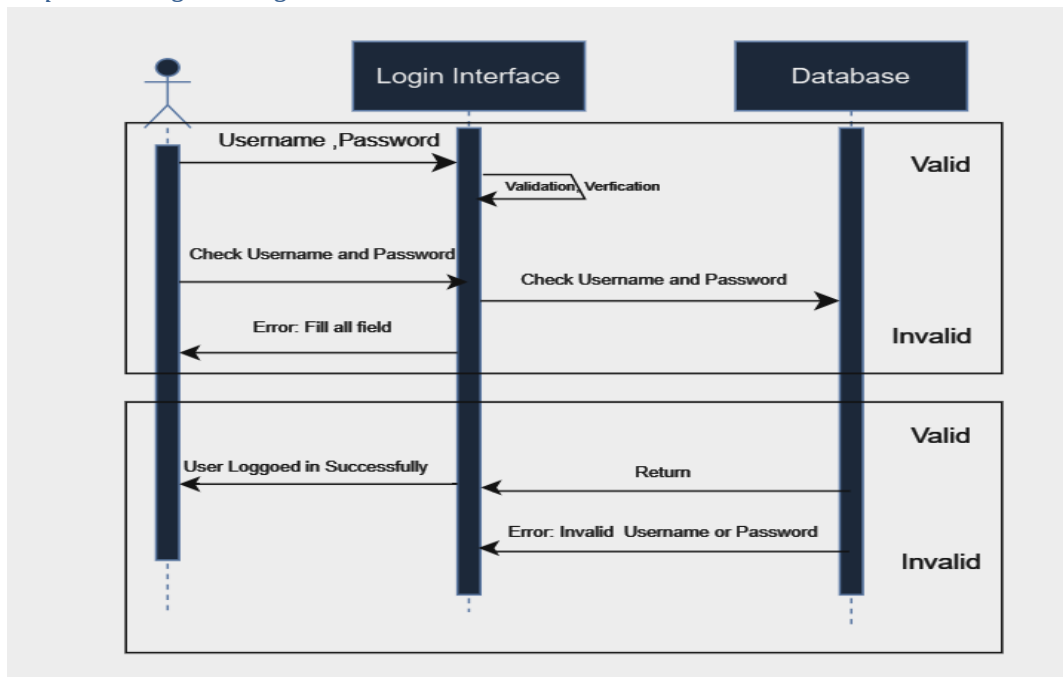 Login Interface
Database
Username ,Password
Valid
Validation, Verfication
Check Username and Password
Check Username and Password
Error: Fill all field
Invalid
Valid
User Loggoed in Successfully
Return
Error: Invalid Username or Password
Invalid